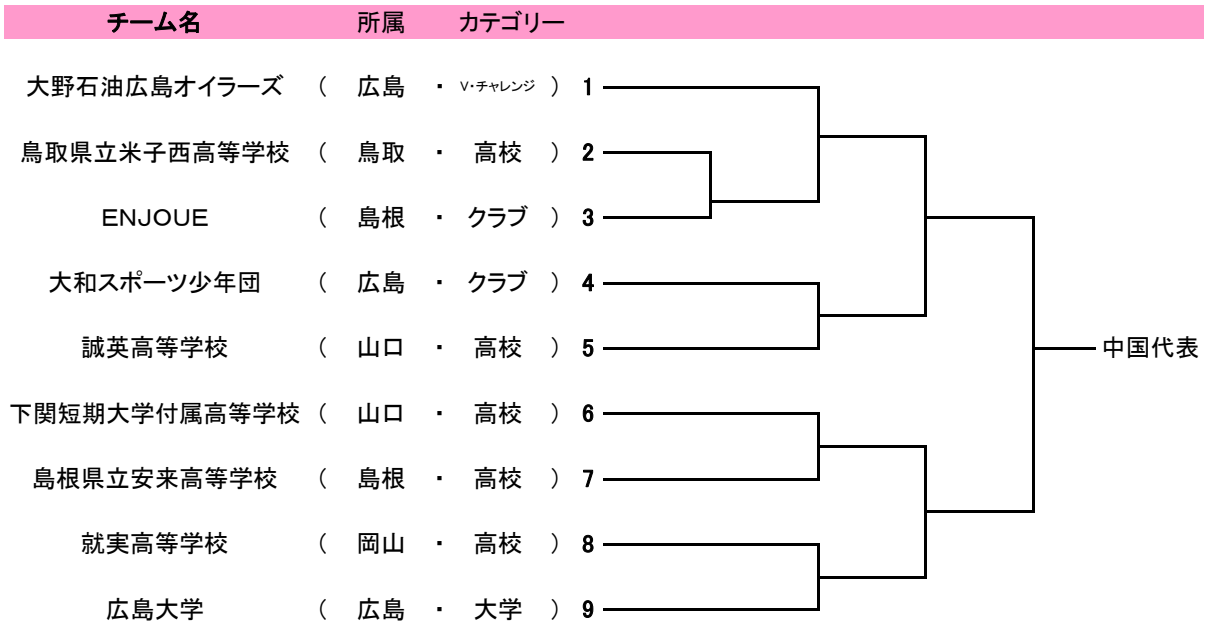 チーム名 所属 カテゴリー
大野石油広島オイラーズ ( 広島 ・ V・チャレンジ ) 1
鳥取県立米子西高等学校 ( 鳥取 ・ 高校 ) 2
ENJOUE ( 島根 ・ クラブ ) 3
大和スポーツ少年団 ( 広島 ・ クラブ ) 4
誠英高等学校 ( 山口 ・ 高校 ) 5
中国代表
下関短期大学付属高等学校 ( 山口 ・ 高校 ) 6
島根県立安来高等学校 ( 島根 ・ 高校 ) 7
就実高等学校 ( 岡山 ・ 高校 ) 8
広島大学 ( 広島 ・ 大学 ) 9